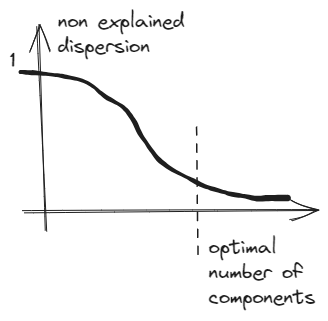 non explained
dispersion
1
optimal
number of
components